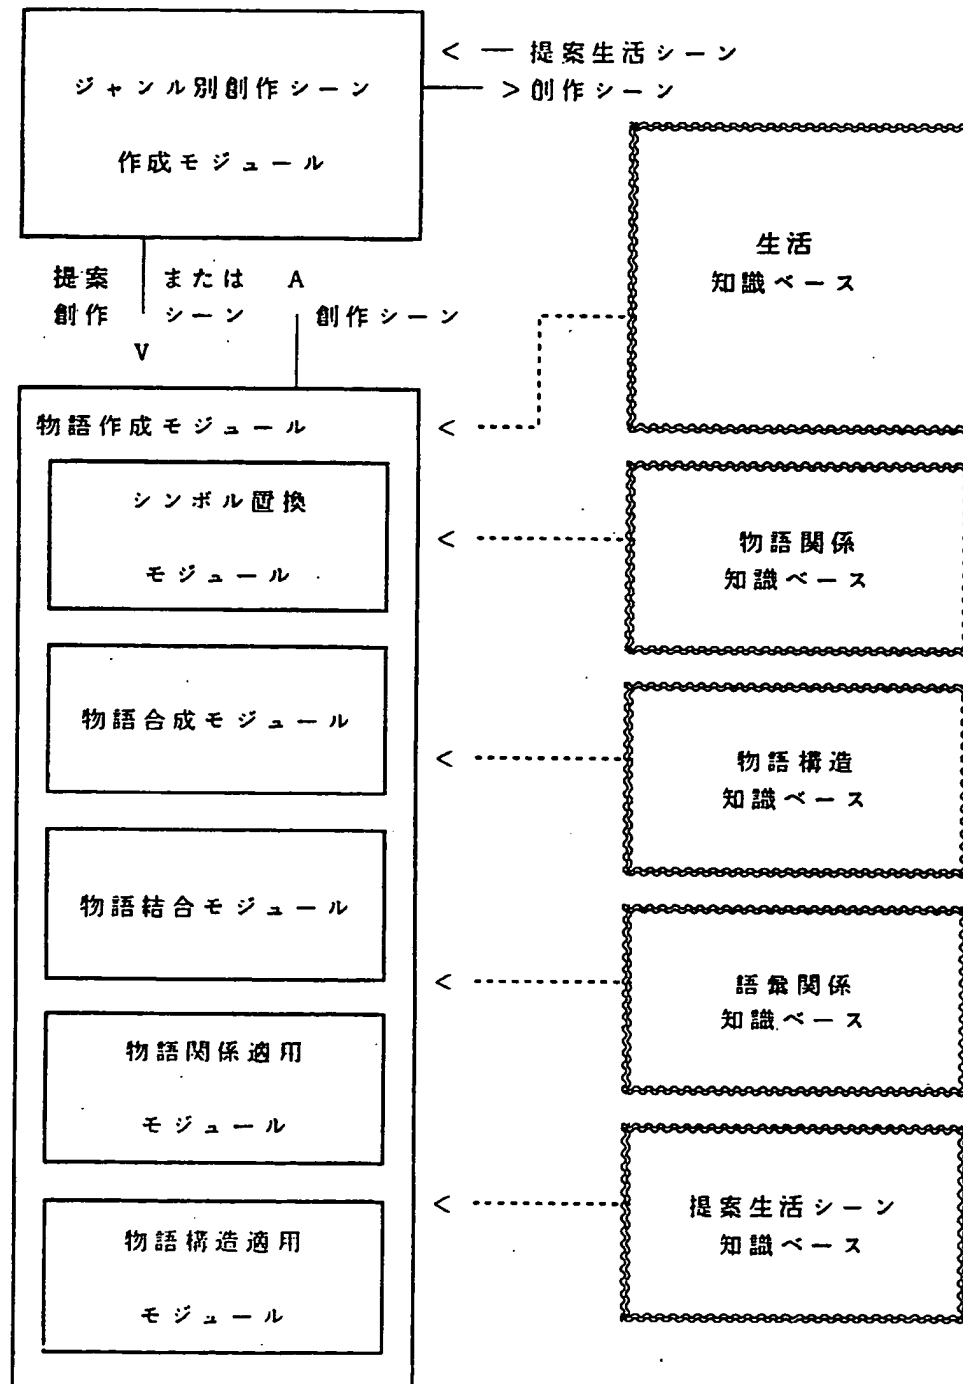 ジャンル別創作シーン
作成モジュール
< — 提案生活シーン
—— > 創作シーン
提案 または A
創作 シーン 創作シーン
V
生活
知識ベース
物語作成モジュール
<
シンボル置換
モジュール
<
物語関係
知識ベース
物語合成モジュール
<
物語構造
知識ベース
物語結合モジュール
<
語彙関係
知識ベース
物語関係適用
モジュール
<
提案生活シーン
知識ベース
物語構造適用
モジュール